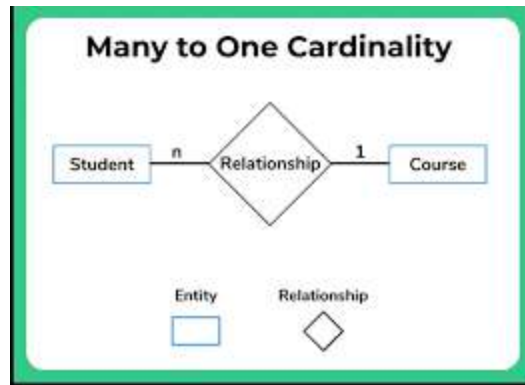 Many to One Cardinality
Student n Relationship 1 Course
Entity Relationship